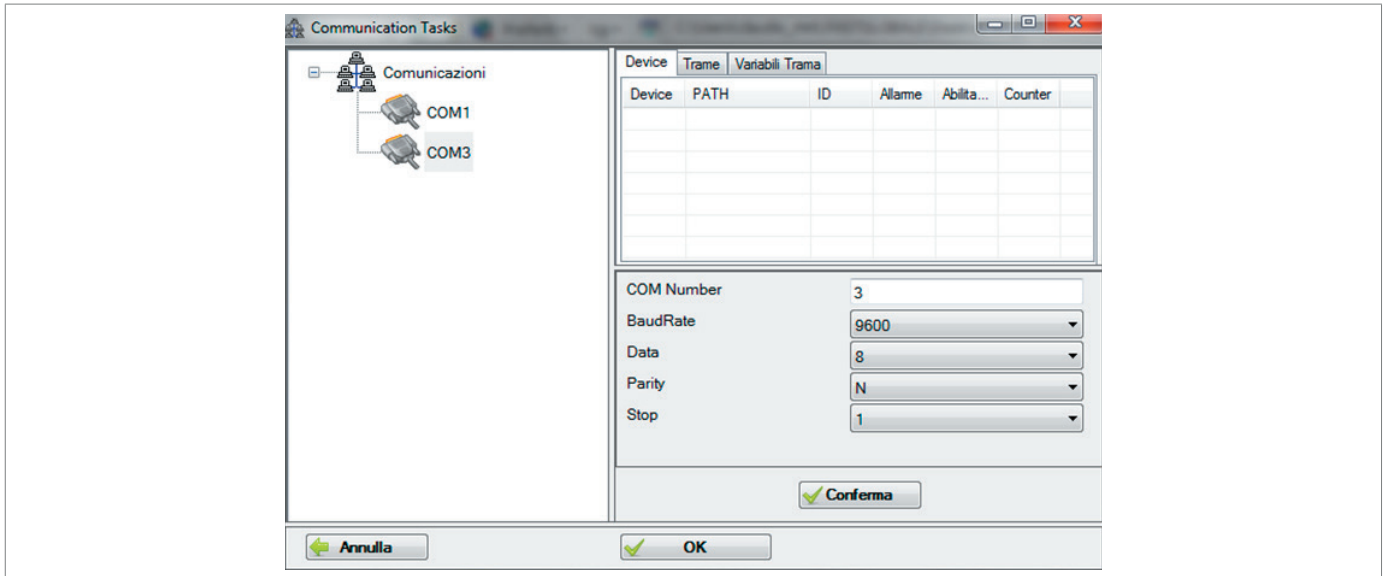 Communication Tasks
Comunicazioni
COM1
COM3
Device Trame Variabili Trama
Device PATH ID Allarme Abilita... Counter
COM Number 3
BaudRate 9600
Data 8
Parity N
Stop 1
Conferma
Annulla OK